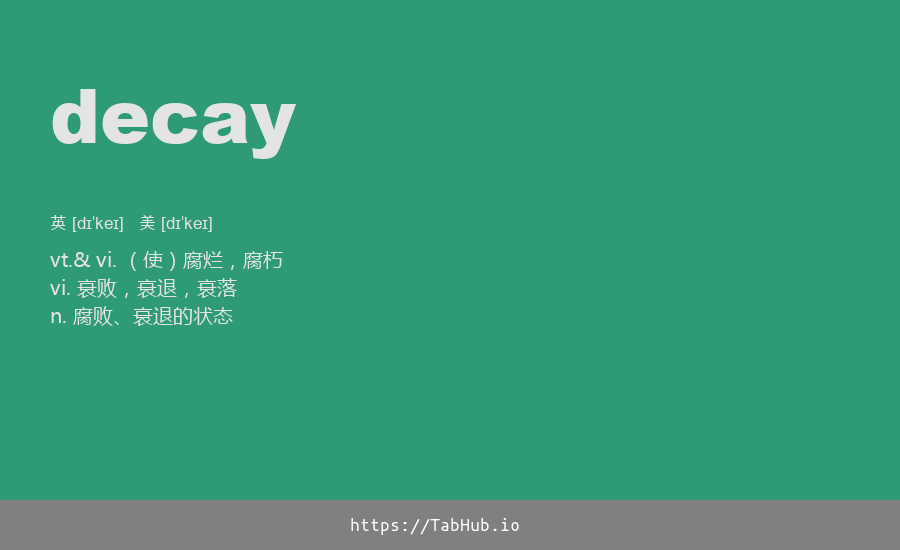 decay
英 [dɪˈkeɪ] 美 [dɪˈkeɪ]
vt.& vi. （使）腐烂，腐朽
vi. 衰败，衰退，衰落
n. 腐败、衰退的状态
https://TabHub.io